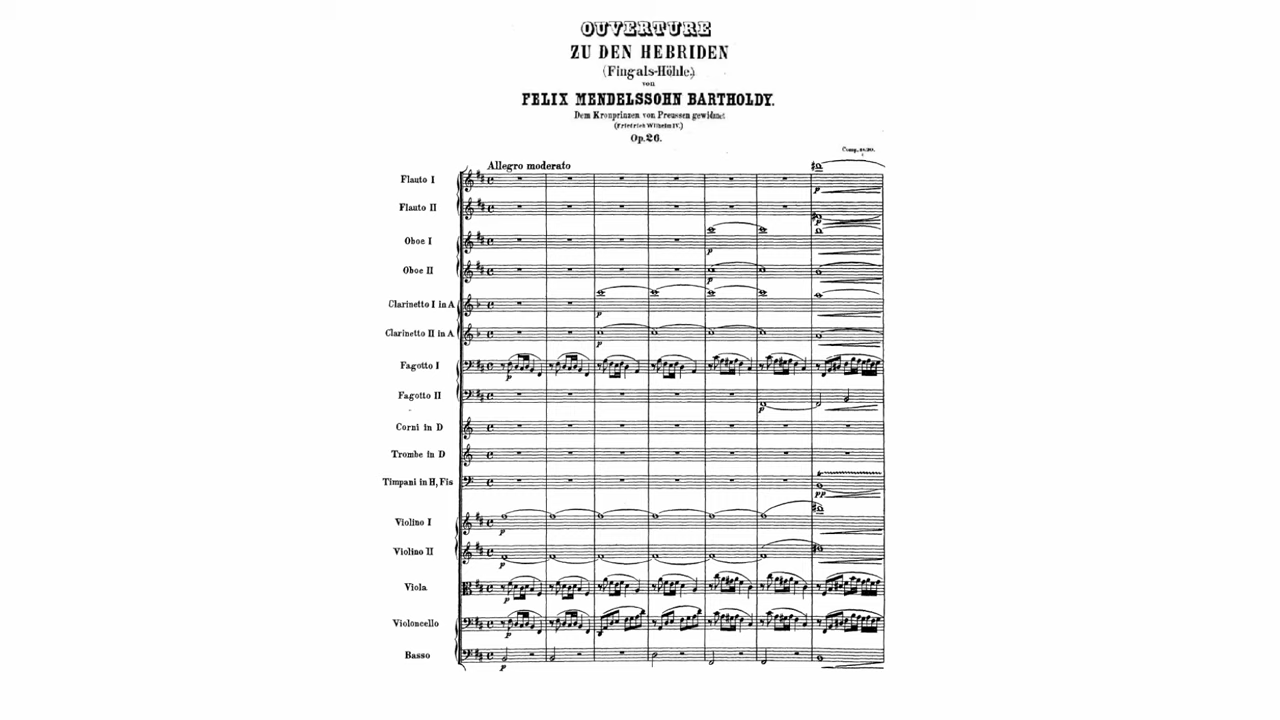 OUVERTURE
ZU DEN HEBRIDEN
(Fingals-Höhle.)
von
FELIX MENDELSSOHN BARTHOLDY.
Dem Kronprinzen von Preussen gewidmet
(Friedrich Wilhelm IV.)
Op. 26.
Allegro moderato
Flauto I
p
Flauto II
p
Oboe I
p
Oboe II
p
Clarinetto I in A
p
Clarinetto II in A
p
Fagotto I
p
Fagotto II
p
Corni in D
Trombe in D
Timpani in H, Fis
pp
Violino I
p
Violino II
p
Viola
p
Violoncello
p
Basso
p